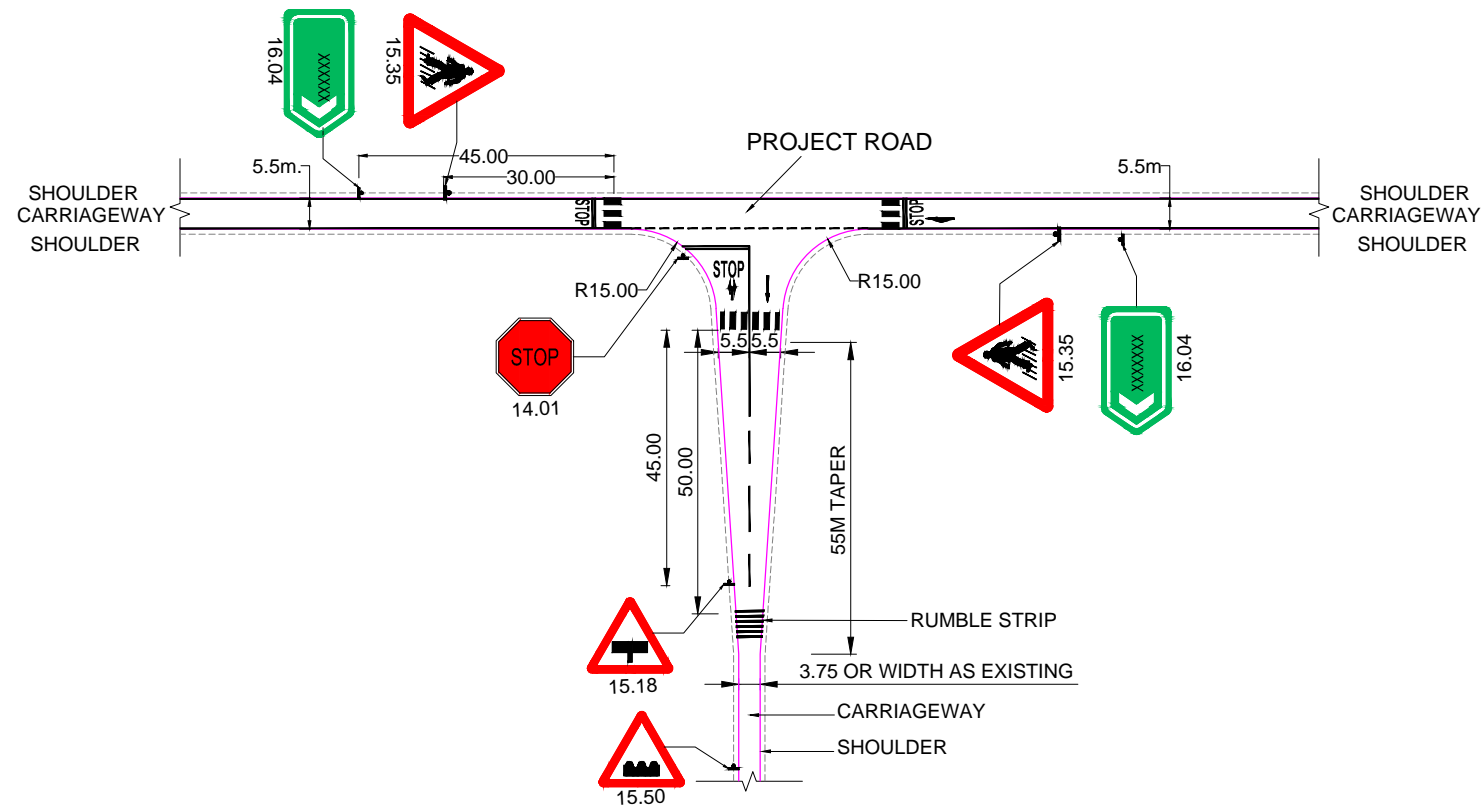 16.04
XXXXX
15.35
PROJECT ROAD
45.00
30.00
5.5m.
5.5m
SHOULDER
CARRIAGEWAY
SHOULDER
SHOULDER
CARRIAGEWAY
SHOULDER
STOP
STOP
STOP
R15.00
R15.00
STOP
14.01
5.5 5.5
15.35
XXXXXX
16.04
45.00
50.00
55M TAPER
RUMBLE STRIP
15.18
3.75 OR WIDTH AS EXISTING
CARRIAGEWAY
SHOULDER
15.50